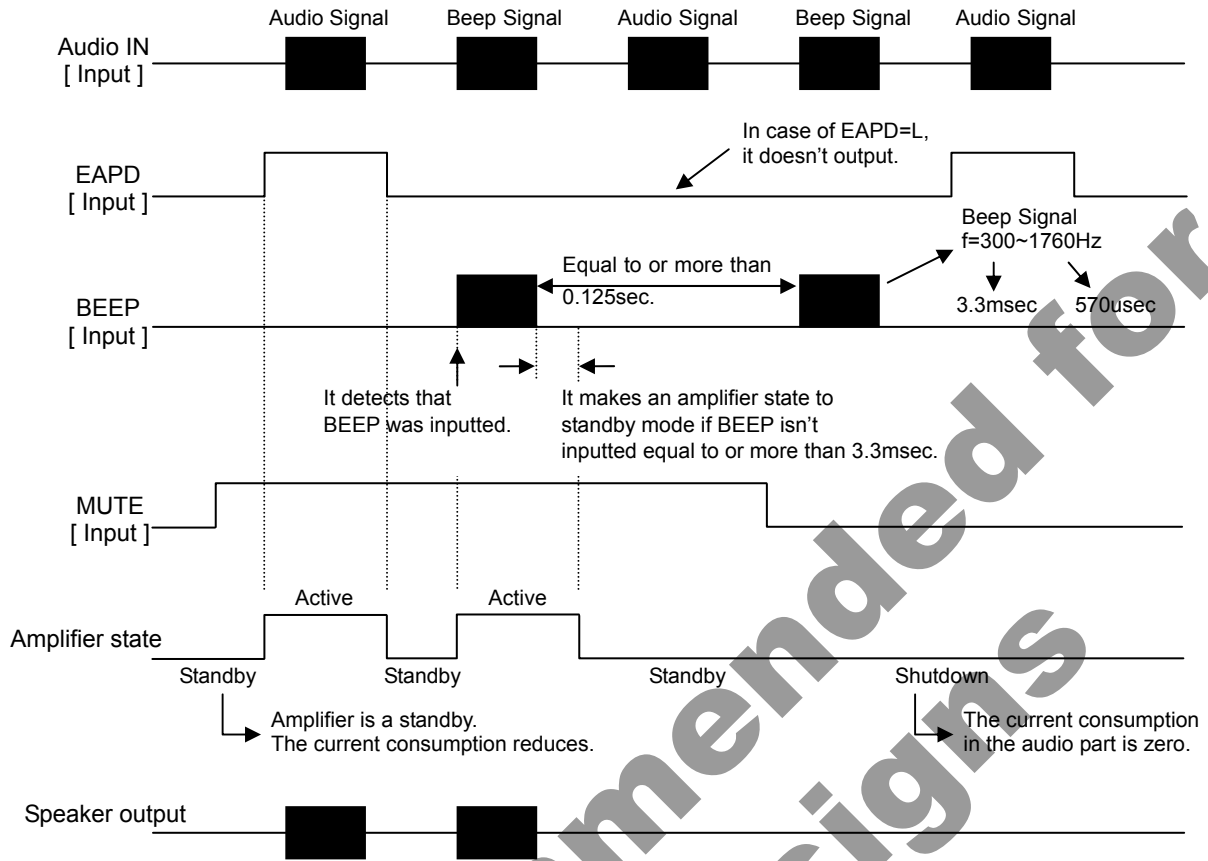 Audio Signal Beep Signal Audio Signal Beep Signal Audio Signal
Audio IN
[ Input ]
In case of EAPD=L,
it doesn't output.
EAPD
[ Input ]
Beep Signal
f=300~1760Hz
Equal to or more than
0.125sec.
3.3msec 570usec
BEEP
[ Input ]
It detects that
BEEP was inputted.
It makes an amplifier state to
standby mode if BEEP isn't
inputted equal to or more than 3.3msec.
MUTE
[ Input ]
Active Active
Amplifier state
Standby Standby Standby Shutdown
Amplifier is a standby.
The current consumption reduces.
The current consumption
in the audio part is zero.
Speaker output
mended for
signs